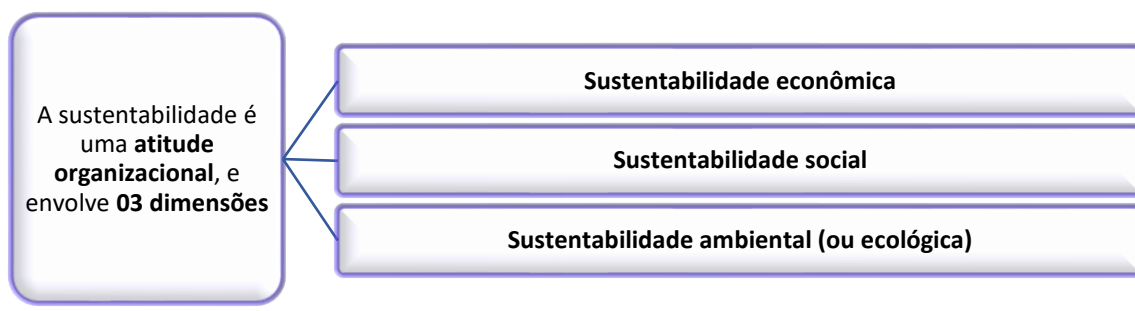 A sustentabilidade é
uma atitude
organizacional, e
envolve 03 dimensões
Sustentabilidade econômica
Sustentabilidade social
Sustentabilidade ambiental (ou ecológica)